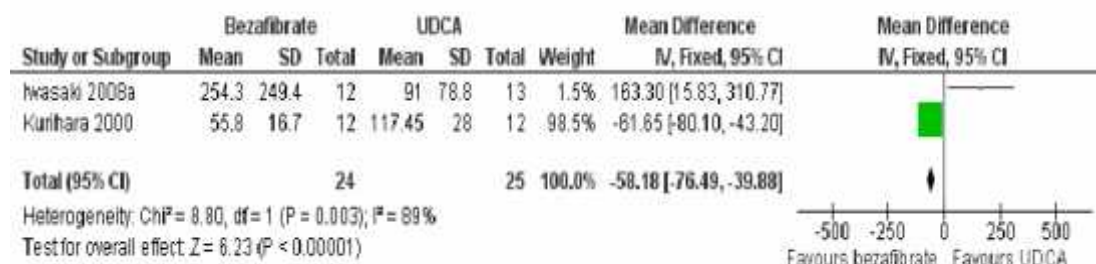 Bezafibrate UDCA Mean Difference Mean Difference
Study or Subgroup Mean SD Total Mean SD Total Weight IV, Fixed, 95% CI IV, Fixed, 95% CI
Iwasaki 2008a 254.3 249.4 12 91 78.8 13 1.5% 163.30 [15.83, 310.77]
Kurihara 2000 55.8 16.7 12 117.45 28 12 98.5% -61.65 [-80.10, -43.20]
Total (95% CI) 24 25 100.0% -58.18 [-76.49, -39.88]
Heterogeneity: Chi² = 8.80, df = 1 (P = 0.003); I² = 89%
Test for overall effect: Z = 6.23 (P < 0.00001)
-500 -250 0 250 500
Favours bezafibrate Favours UDCA